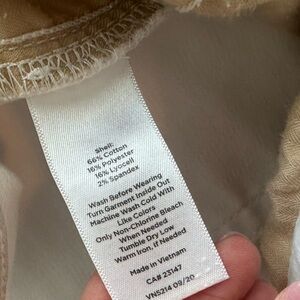 Shell:
66% Cotton
16% Polyester
16% Lyocell
2% Spandex
Wash Before Wearing
Turn Garment Inside Out
Machine Wash Cold With
Like Colors
Only Non-Chlorine Bleach
When Needed
Tumble Dry Low
Warm Iron, if Needed
Made in Vietnam
CA# 23147
VNS214 09/20